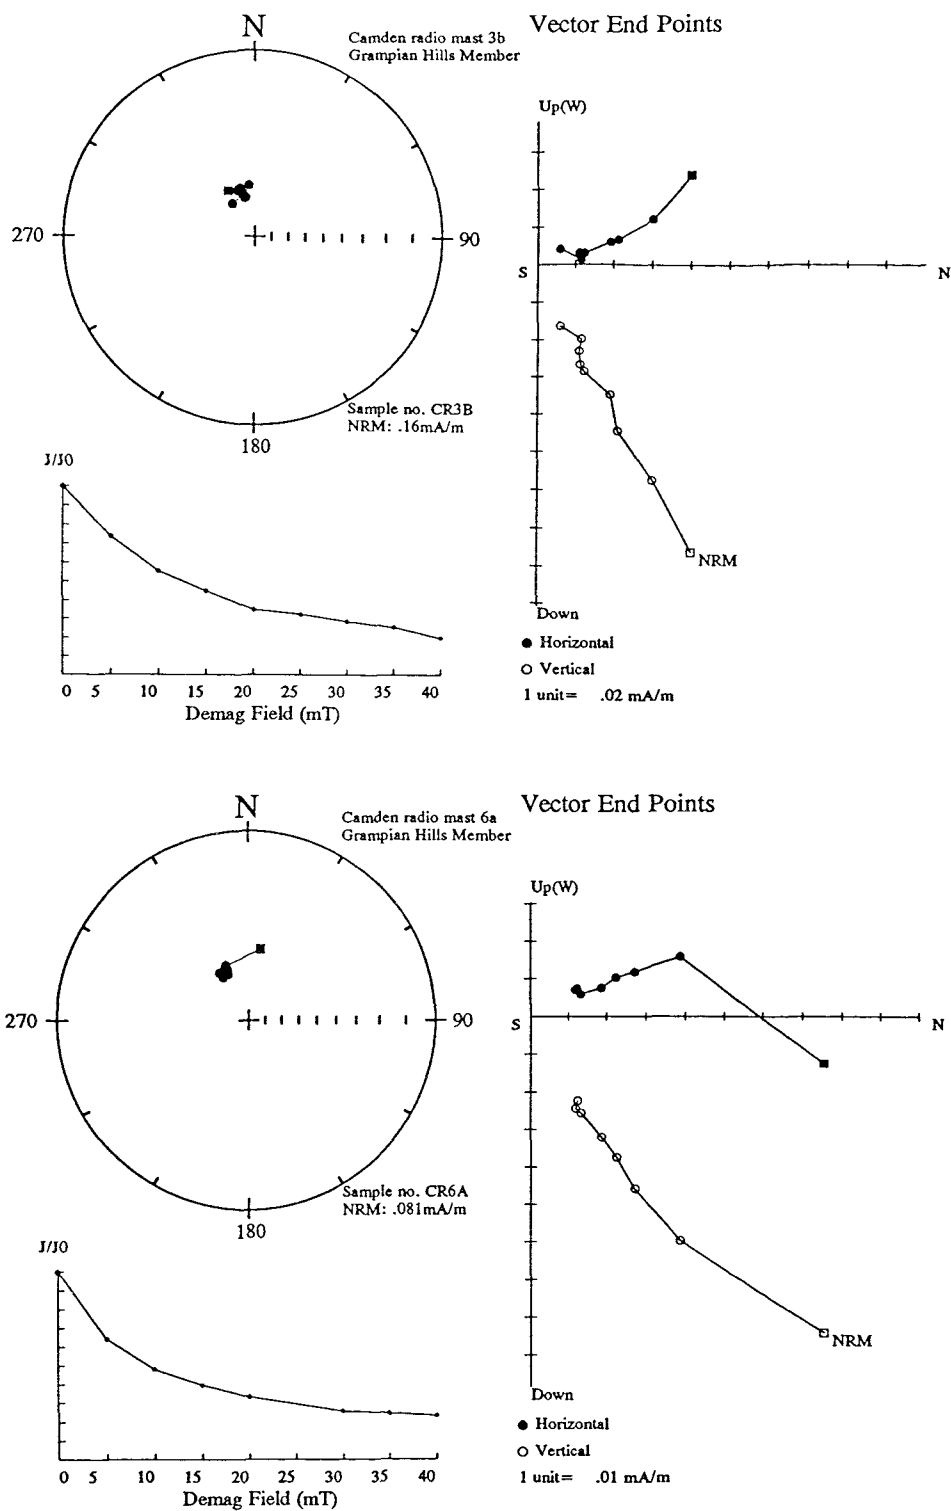 N
Camden radio mast 3b
Grampian Hills Member
Vector End Points
Up(W)
270
90
S
N
Sample no. CR3B
NRM: .16mA/m
180
J/J0
NRM
Down
● Horizontal
○ Vertical
1 unit= .02 mA/m
0 5 10 15 20 25 30 35 40
Demag Field (mT)
N
Camden radio mast 6a
Grampian Hills Member
Vector End Points
Up(W)
270
90
S
N
Sample no. CR6A
NRM: .081mA/m
180
J/J0
NRM
Down
● Horizontal
○ Vertical
1 unit= .01 mA/m
0 5 10 15 20 25 30 35 40
Demag Field (mT)